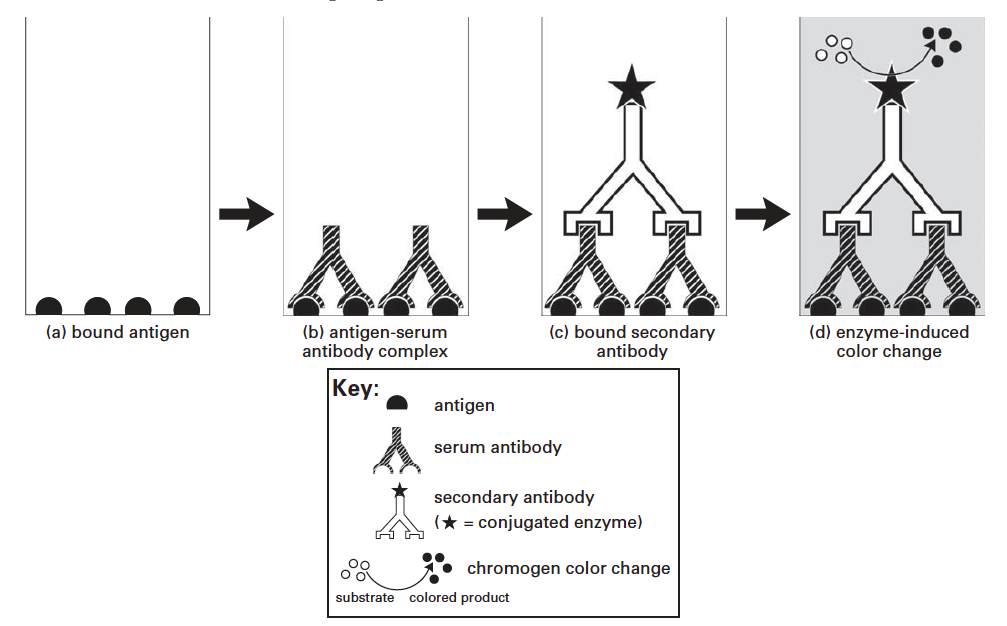 (a) bound antigen
(b) antigen-serum
antibody complex
(c) bound secondary
antibody
(d) enzyme-induced
color change
Key:
antigen
serum antibody
secondary antibody
(★ = conjugated enzyme)
chromogen color change
substrate colored product